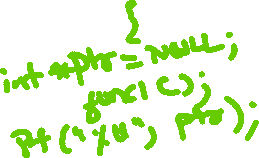 {
int *ptr = NULL;
func1();
Pf("%u", ptr);